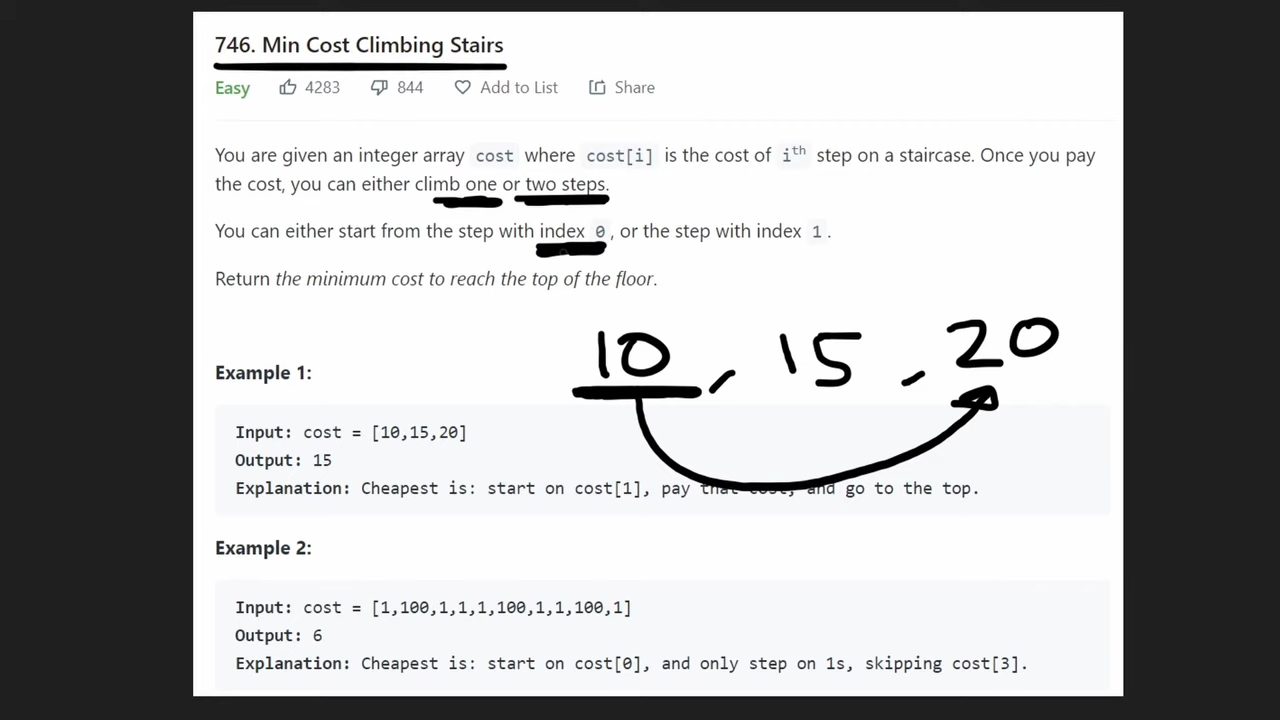 746. Min Cost Climbing Stairs
Easy 4283 844 Add to List Share
You are given an integer array cost where cost[i] is the cost of ith step on a staircase. Once you pay
the cost, you can either climb one or two steps.
You can either start from the step with index 0, or the step with index 1.
Return the minimum cost to reach the top of the floor.
10, 15, 20
Example 1:
Input: cost = [10,15,20]
Output: 15
Explanation: Cheapest is: start on cost[1], pay that cost, and go to the top.
Example 2:
Input: cost = [1,100,1,1,1,100,1,1,100,1]
Output: 6
Explanation: Cheapest is: start on cost[0], and only step on 1s, skipping cost[3].